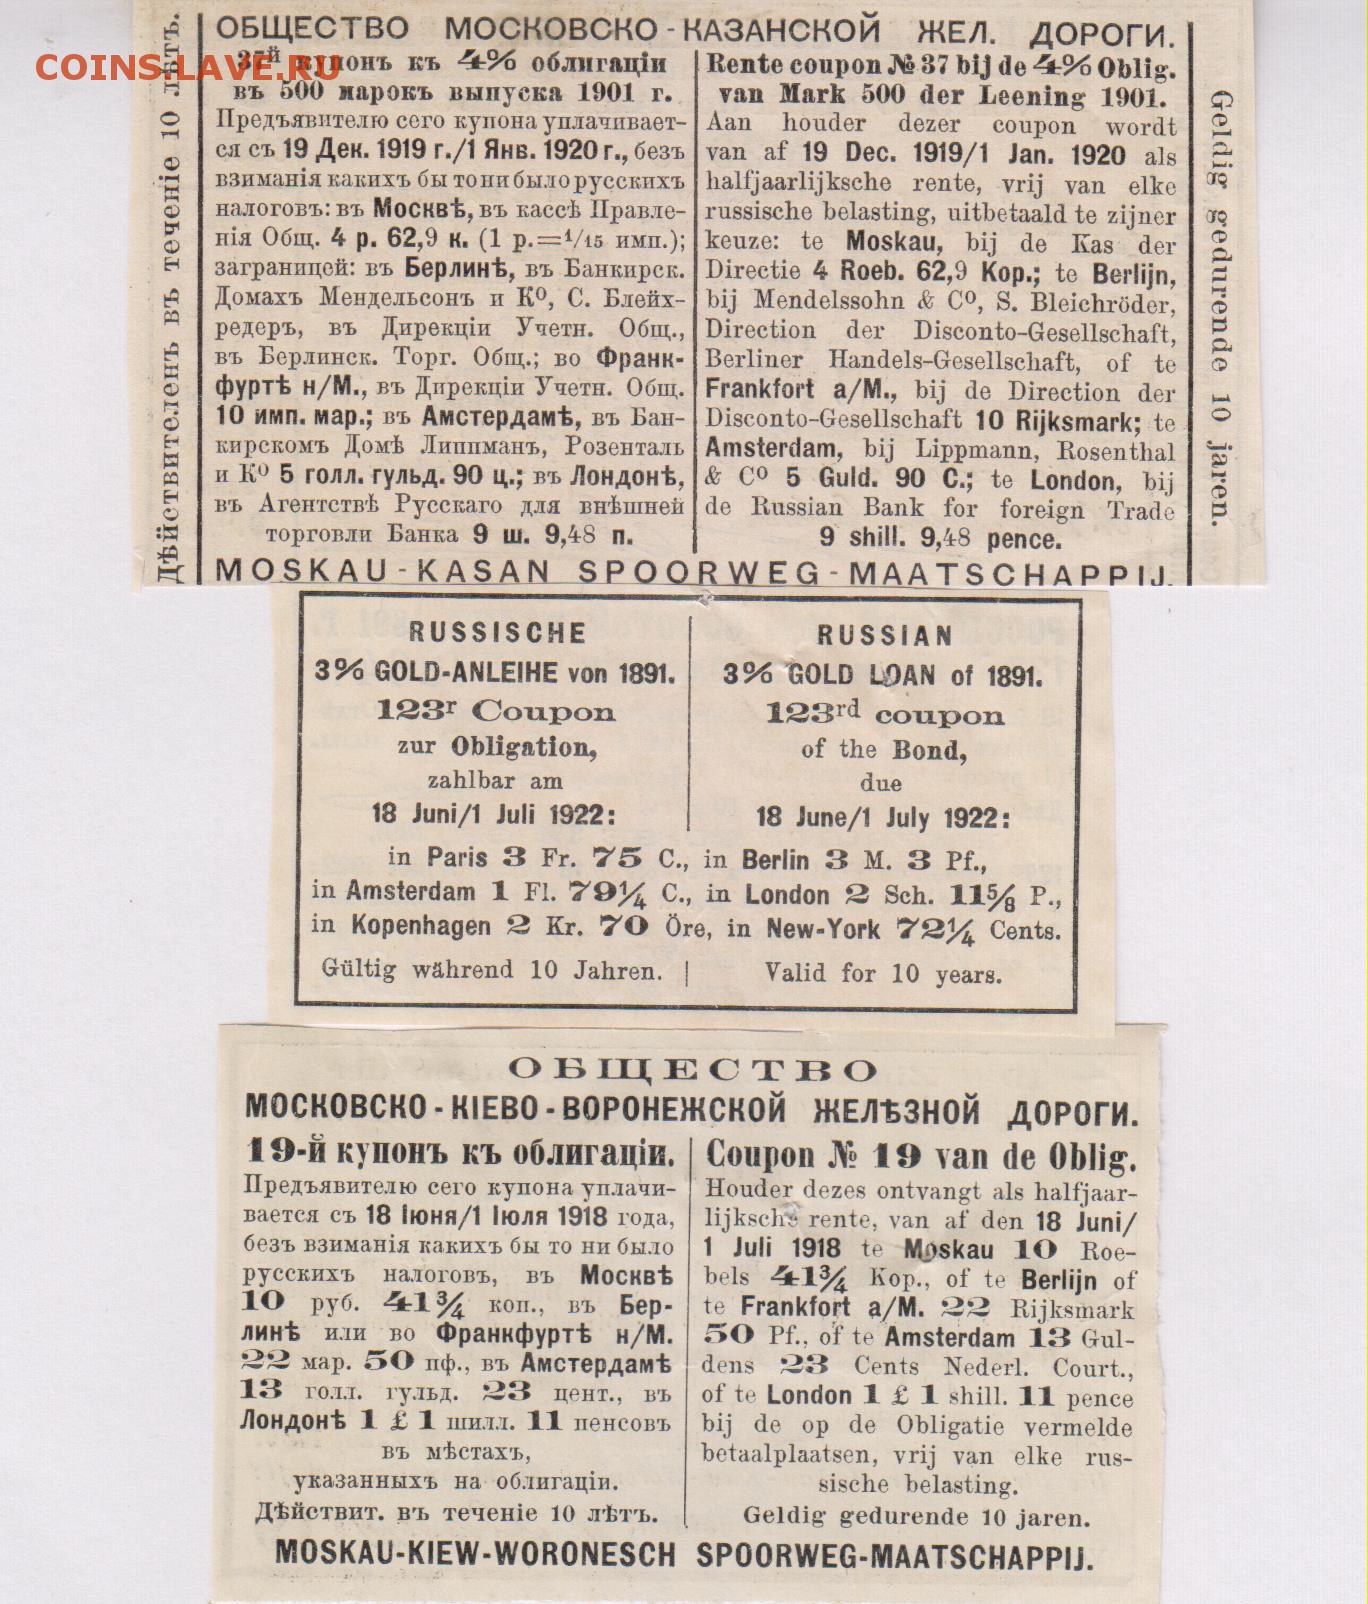 COINS.LAVE.RU
ОБЩЕСТВО МОСКОВСКО-КАЗАНСКОЙ ЖЕЛ. ДОРОГИ.
Дѣйствителенъ въ теченіе 10 лѣтъ.
37й купонъ къ 4% облигаціи
въ 500 марокъ выпуска 1901 г.
Предъявителю сего купона уплачивает-
ся съ 19 Дек. 1919 г./1 Янв. 1920 г., безъ
взиманія какихъ бы то ни было русскихъ
налоговъ: въ Москвѣ, въ кассѣ Правле-
нія Общ. 4 р. 62,9 к. (1 р.=1/15 имп.);
заграницей: въ Берлинѣ, въ Банкирск.
Домахъ Мендельсонъ и Ко, С. Блейх-
редеръ, въ Дирекціи Учетн. Общ.,
въ Берлинск. Торг. Общ.; во Франк-
фуртѣ н/М., въ Дирекціи Учетн. Общ.
10 имп. мар.; въ Амстердамѣ, въ Бан-
кирскомъ Домѣ Липпманъ, Розенталь
и Ко 5 голл. гульд. 90 ц.; въ Лондонѣ,
въ Агентствѣ Русскаго для внѣшней
торговли Банка 9 ш. 9,48 п.
Rente coupon № 37 bij de 4% Oblig.
van Mark 500 der Leening 1901.
Aan houder dezer coupon wordt
van af 19 Dec. 1919/1 Jan. 1920 als
halfjaarlijksche rente, vrij van elke
russische belasting, uitbetaald te zijner
keuze: te Moskau, bij de Kas der
Directie 4 Roeb. 62,9 Kop.; te Berlijn,
bij Mendelssohn & Co, S. Bleichröder,
Direction der Disconto-Gesellschaft,
Berliner Handels-Gesellschaft, of te
Frankfort a/M., bij de Direction der
Disconto-Gesellschaft 10 Rijksmark; te
Amsterdam, bij Lippmann, Rosenthal
& Co 5 Guld. 90 C.; te London, bij
de Russian Bank for foreign Trade
9 shill. 9,48 pence.
Geldig gedurende 10 jaren.
MOSKAU-KASAN SPOORWEG-MAATSCHAPPIJ.
RUSSISCHE
3% GOLD-ANLEIHE von 1891.
123r Coupon
zur Obligation,
zahlbar am
18 Juni/1 Juli 1922:
RUSSIAN
3% GOLD LOAN of 1891.
123rd coupon
of the Bond,
due
18 June/1 July 1922:
in Paris 3 Fr. 75 C., in Berlin 3 M. 3 Pf.,
in Amsterdam 1 Fl. 79 1/4 C., in London 2 Sch. 11 5/8 P.,
in Kopenhagen 2 Kr. 70 Öre, in New-York 72 1/4 Cents.
Gültig während 10 Jahren. | Valid for 10 years.
ОБЩЕСТВО
МОСКОВСКО-КІЕВО-ВОРОНЕЖСКОЙ ЖЕЛѢЗНОЙ ДОРОГИ.
19-й купонъ къ облигаціи.
Предъявителю сего купона уплачи-
вается съ 18 Іюня/1 Іюля 1918 года,
безъ взиманія какихъ бы то ни было
русскихъ налоговъ, въ Москвѣ
10 руб. 41 3/4 коп., въ Бер-
линѣ или во Франкфуртѣ н/М.
22 мар. 50 пф., въ Амстердамѣ
13 голл. гульд. 23 цент., въ
Лондонѣ 1 £ 1 шилл. 11 пенсовъ
въ мѣстахъ,
указанныхъ на облигаціи.
Дѣйствит. въ теченіе 10 лѣтъ.
Coupon № 19 van de Oblig.
Houder dezes ontvangt als halfjaar-
lijksche rente, van af den 18 Juni/
1 Juli 1918 te Moskau 10 Roe-
bels 41 3/4 Kop., of te Berlijn of
te Frankfort a/M. 22 Rijksmark
50 Pf., of te Amsterdam 13 Gul-
dens 23 Cents Nederl. Court.,
of te London 1 £ 1 shill. 11 pence
bij de op de Obligatie vermelde
betaalplaatsen, vrij van elke rus-
sische belasting.
Geldig gedurende 10 jaren.
MOSKAU-KIEW-WORONESCH SPOORWEG-MAATSCHAPPIJ.